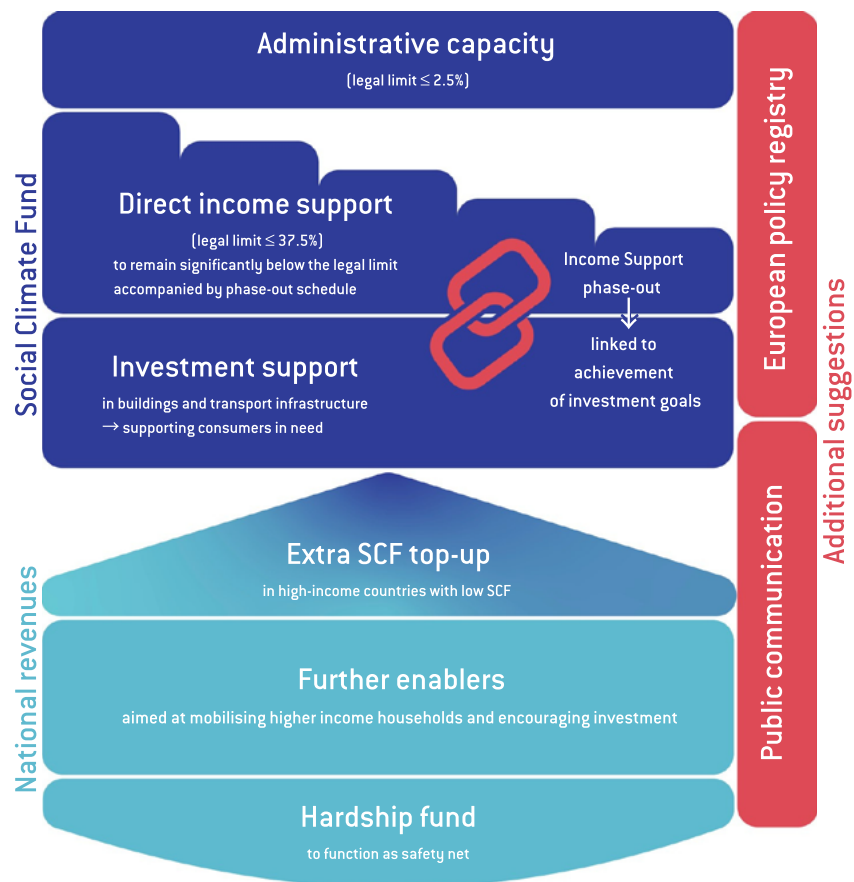 Administrative capacity
(legal limit ≤ 2.5%)
Social Climate Fund
Direct income support
(legal limit ≤ 37.5%)
to remain significantly below the legal limit
accompanied by phase-out schedule
Income Support
phase-out
Investment support
in buildings and transport infrastructure
→ supporting consumers in need
linked to
achievement
of investment goals
National revenues
Extra SCF top-up
in high-income countries with low SCF
Further enablers
aimed at mobilising higher income households and encouraging investment
Hardship fund
to function as safety net
European policy registry
Public communication
Additional suggestions